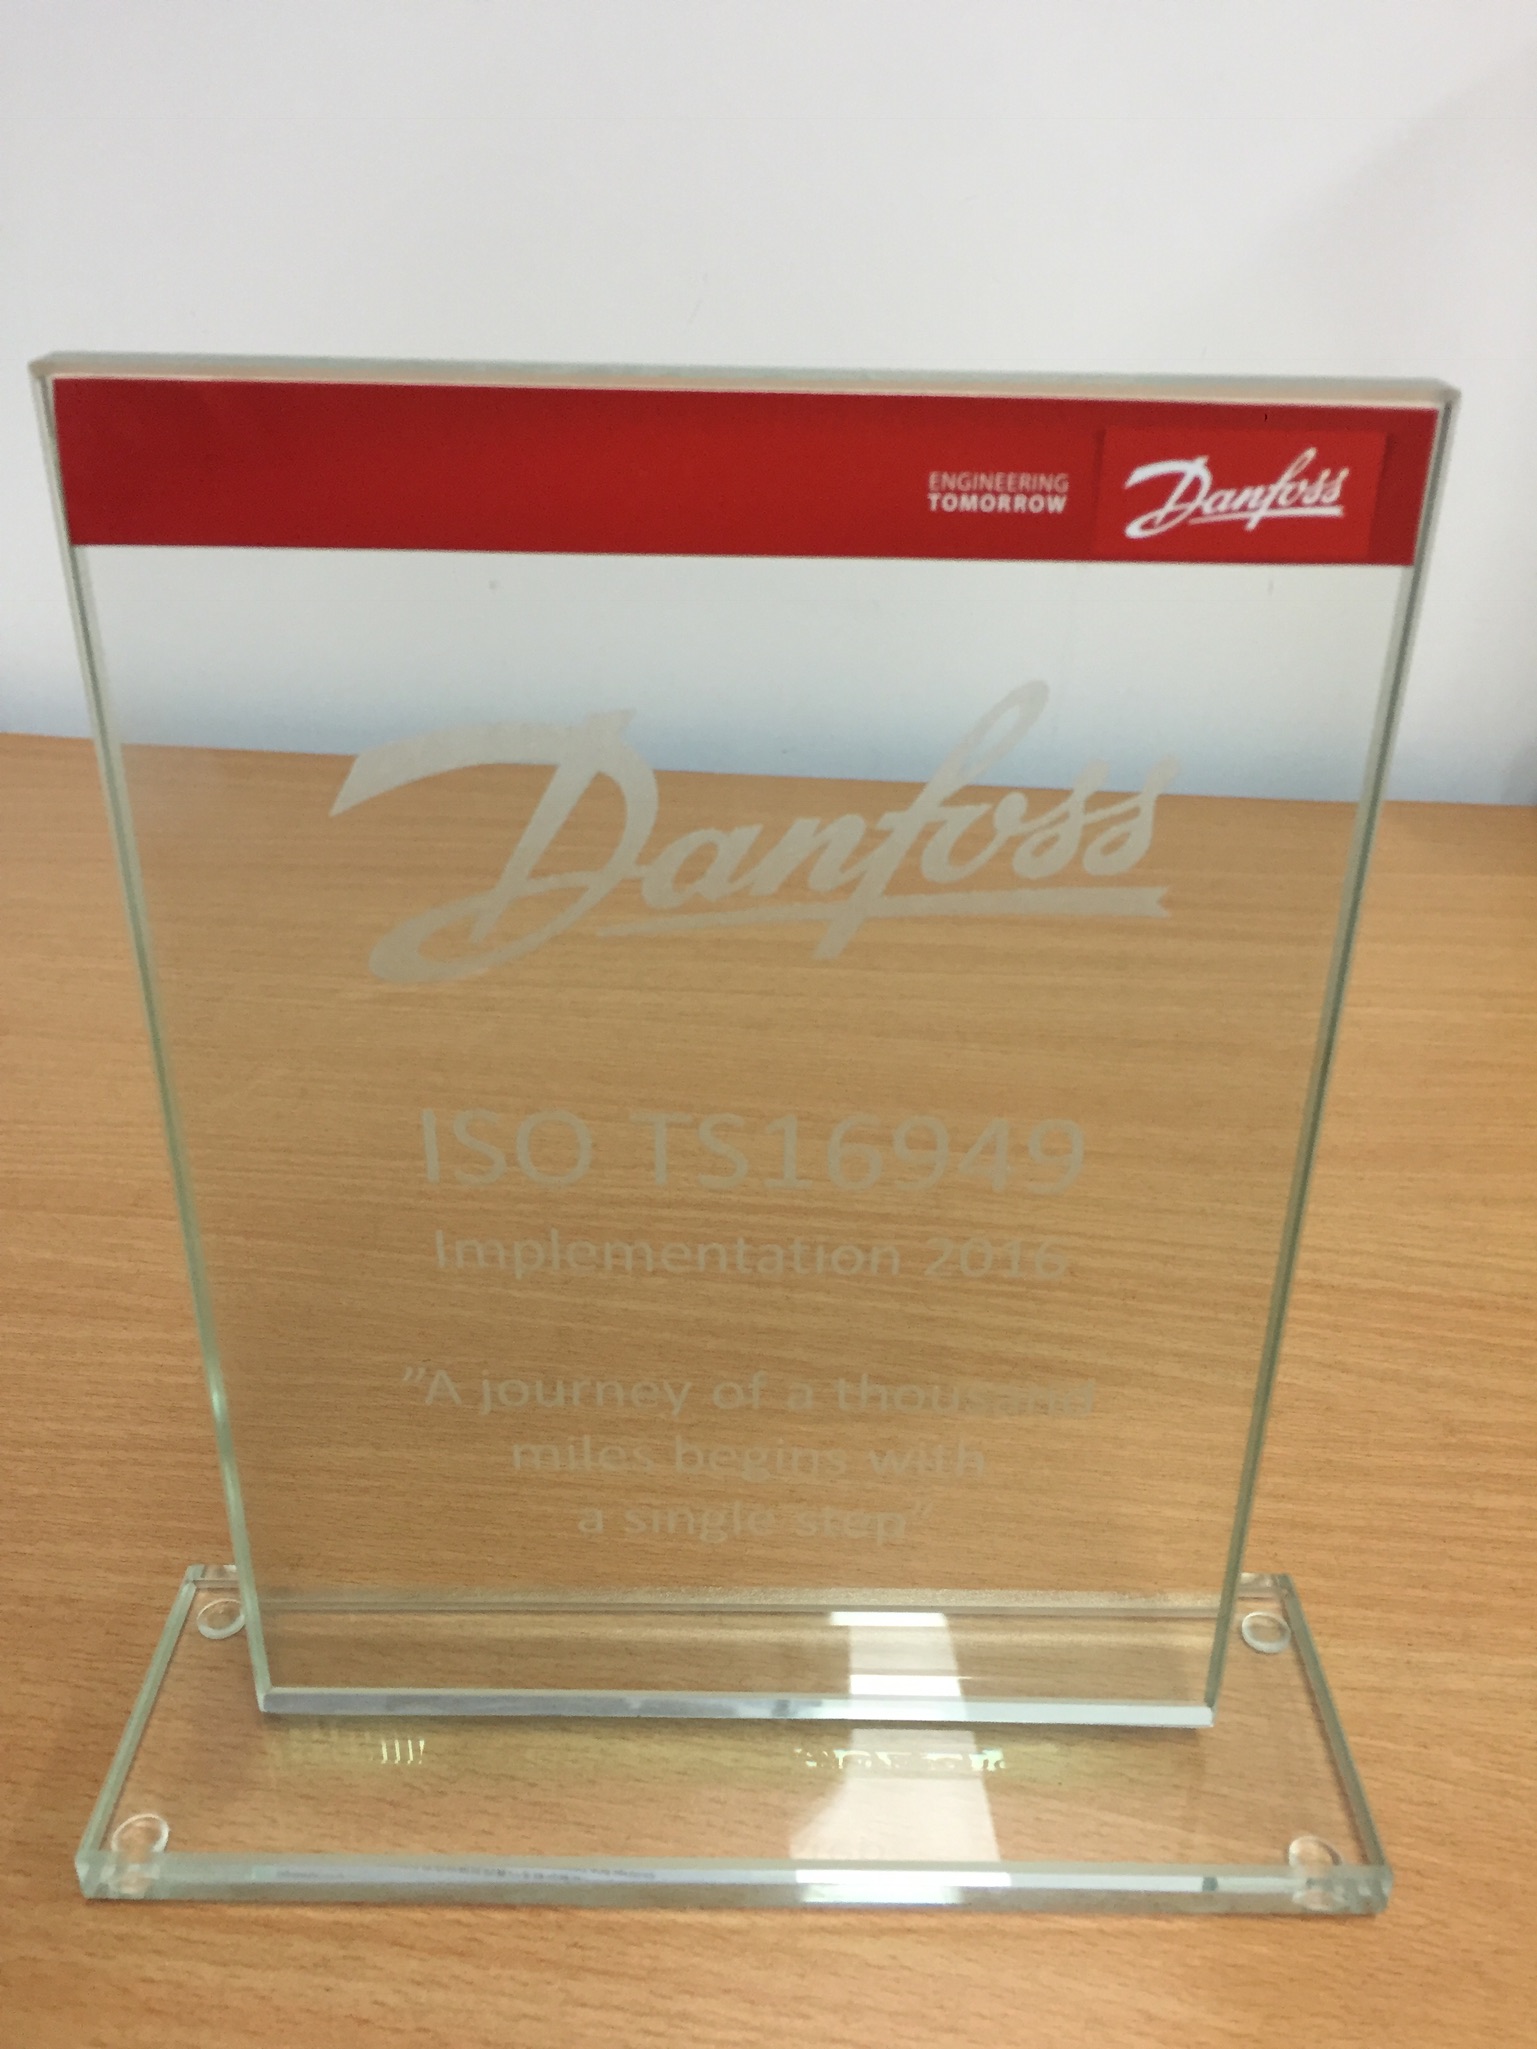 ENGINEERING
TOMORROW
Danfoss
Danfoss
ISO TS16949
Implementation 2016
”A journey of a thousand
miles begins with
a single step”